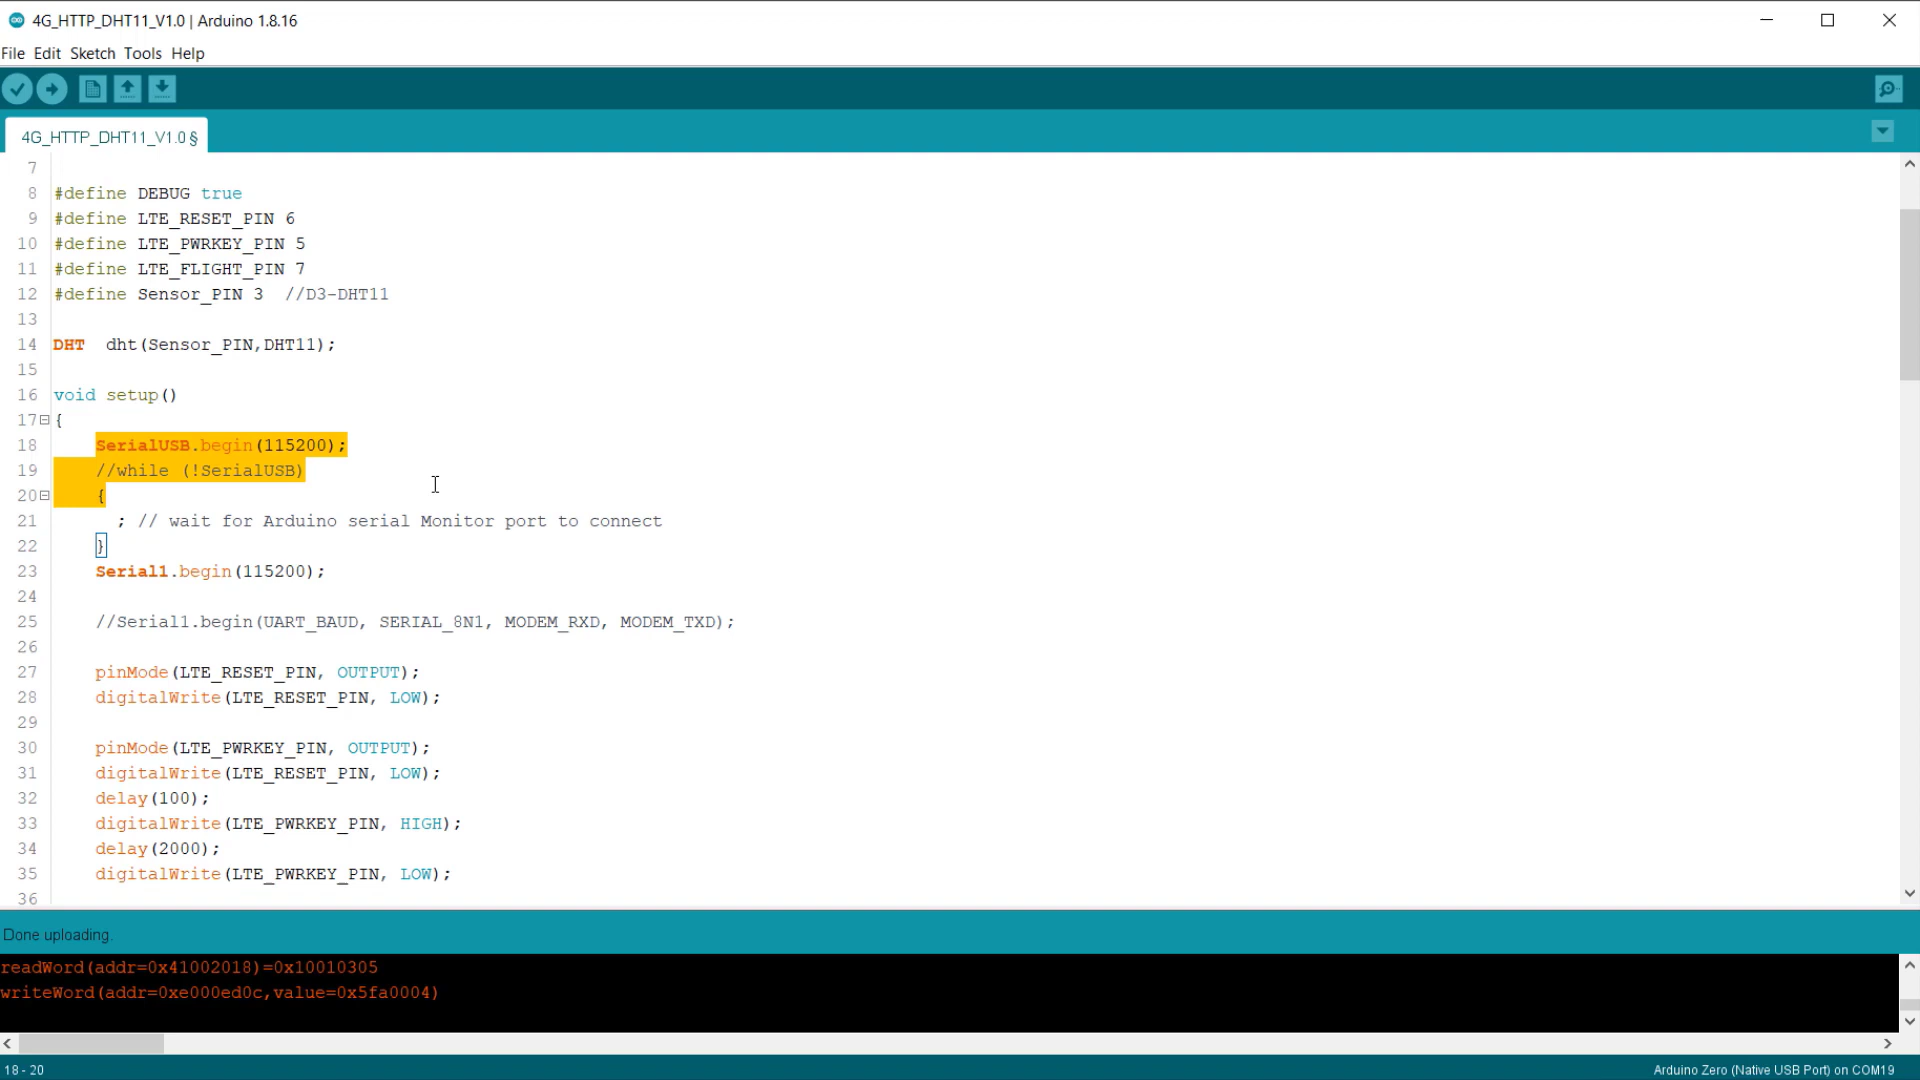 4G_HTTP_DHT11_V1.0 | Arduino 1.8.16
File Edit Sketch Tools Help
4G_HTTP_DHT11_V1.0 §
7
8 #define DEBUG true
9 #define LTE_RESET_PIN 6
10 #define LTE_PWRKEY_PIN 5
11 #define LTE_FLIGHT_PIN 7
12 #define Sensor_PIN 3  //D3-DHT11
13
14 DHT  dht(Sensor_PIN,DHT11);
15
16 void setup()
17 {
18     SerialUSB.begin(115200);
19     //while (!SerialUSB)
20     {
21       ; // wait for Arduino serial Monitor port to connect
22     }
23     Serial1.begin(115200);
24
25     //Serial1.begin(UART_BAUD, SERIAL_8N1, MODEM_RXD, MODEM_TXD);
26
27     pinMode(LTE_RESET_PIN, OUTPUT);
28     digitalWrite(LTE_RESET_PIN, LOW);
29
30     pinMode(LTE_PWRKEY_PIN, OUTPUT);
31     digitalWrite(LTE_RESET_PIN, LOW);
32     delay(100);
33     digitalWrite(LTE_PWRKEY_PIN, HIGH);
34     delay(2000);
35     digitalWrite(LTE_PWRKEY_PIN, LOW);
36
Done uploading.
readWord(addr=0x41002018)=0x10010305
writeWord(addr=0xe000ed0c,value=0x5fa0004)
18 - 20 Arduino Zero (Native USB Port) on COM19